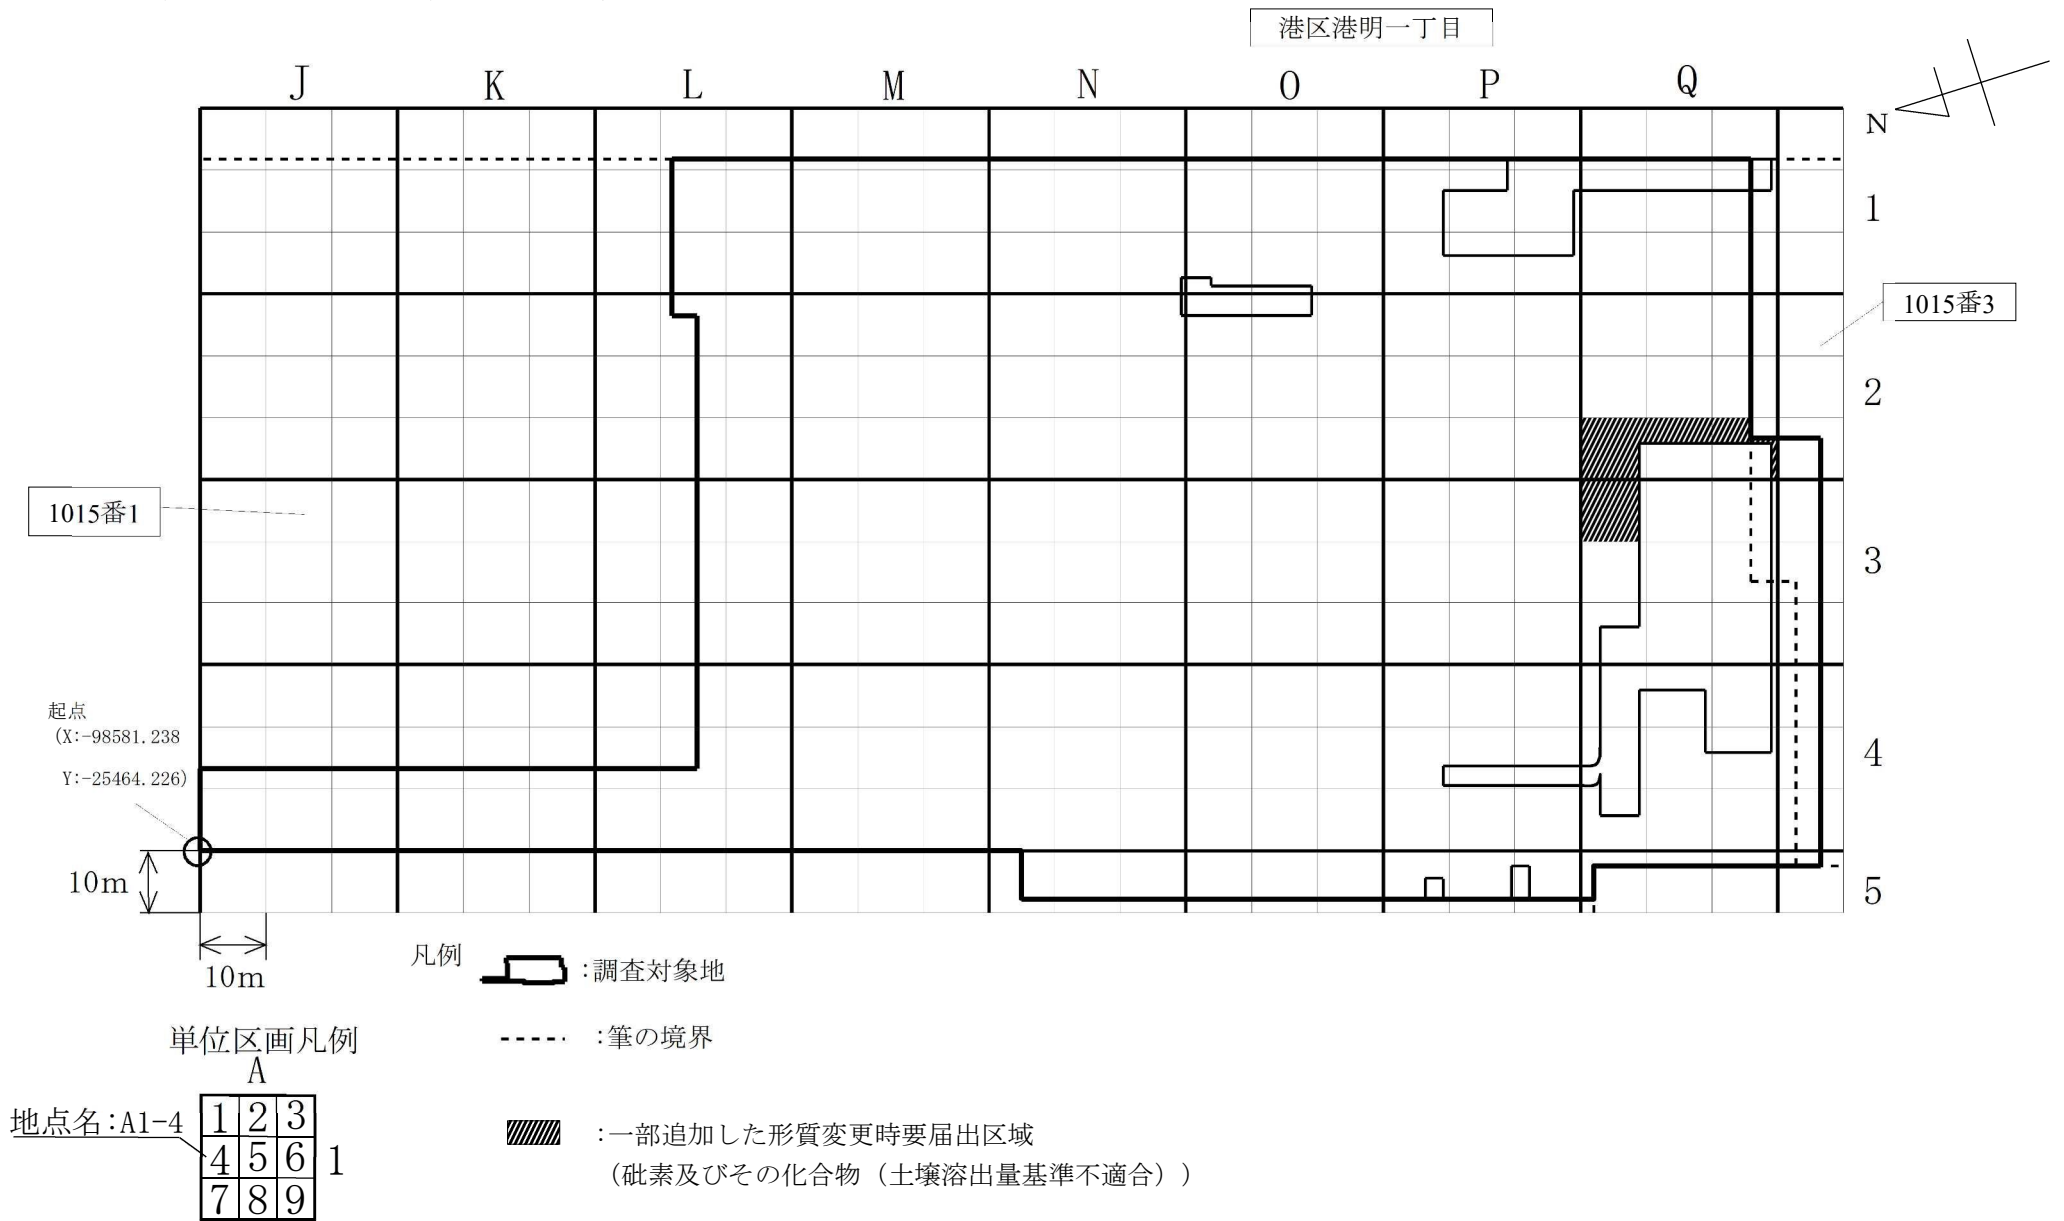 港区港明一丁目
J K L M N O P Q
N
1
1015番3
2
1015番1
3
起点
(X:-98581.238
Y:-25464.226)
4
10m
5
10m
凡例
:調査対象地
:筆の境界
単位区画凡例
A
地点名:A1-4
1 2 3
4 5 6
7 8 9
1
:一部追加した形質変更時要届出区域
(砒素及びその化合物(土壌溶出量基準不適合))